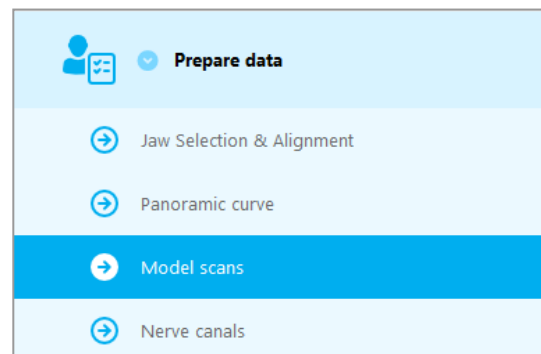 Prepare data
Jaw Selection & Alignment
Panoramic curve
Model scans
Nerve canals